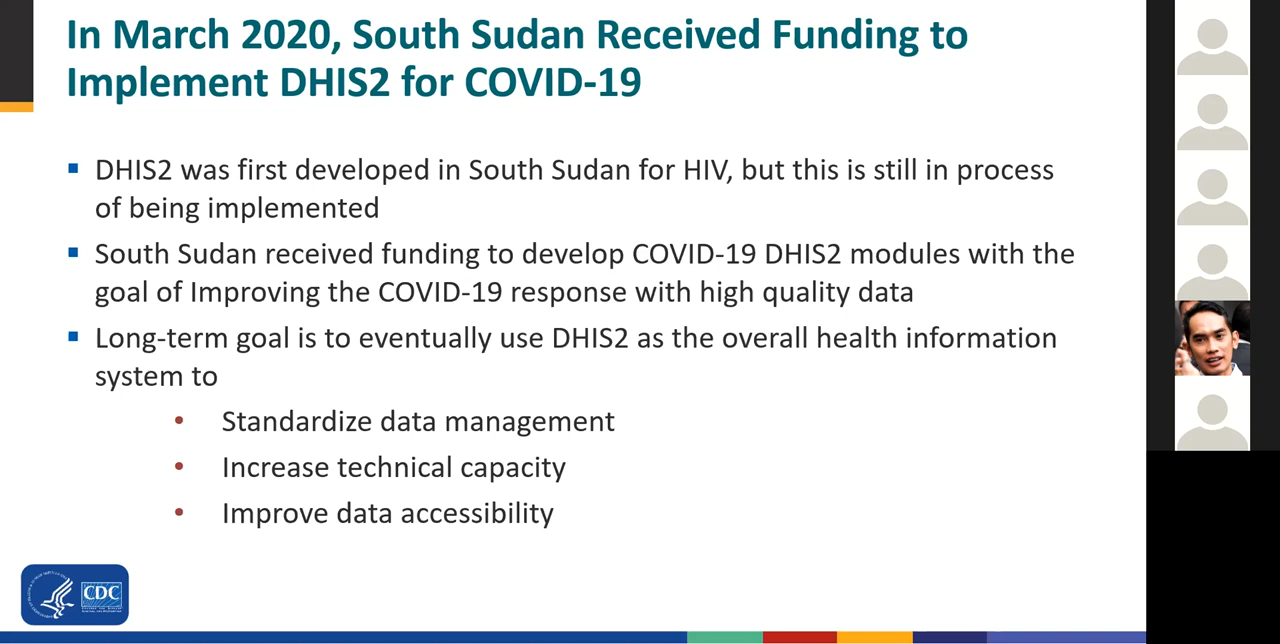 In March 2020, South Sudan Received Funding to
Implement DHIS2 for COVID-19
▪ DHIS2 was first developed in South Sudan for HIV, but this is still in process
of being implemented
▪ South Sudan received funding to develop COVID-19 DHIS2 modules with the
goal of Improving the COVID-19 response with high quality data
▪ Long-term goal is to eventually use DHIS2 as the overall health information
system to
• Standardize data management
• Increase technical capacity
• Improve data accessibility
CDC